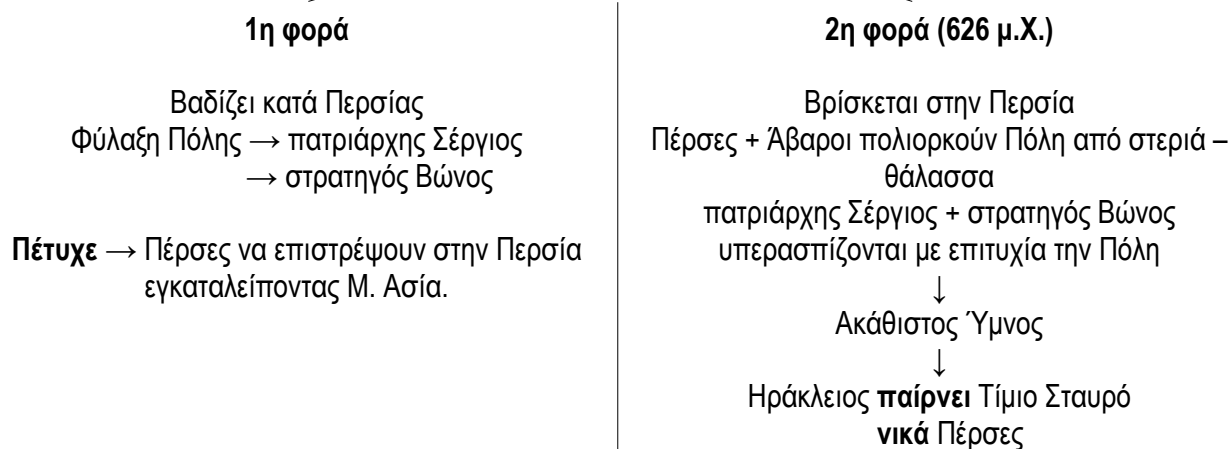 1η φορά
Βαδίζει κατά Περσίας
Φύλαξη Πόλης → πατριάρχης Σέργιος
→ στρατηγός Βώνος
Πέτυχε → Πέρσες να επιστρέψουν στην Περσία
εγκαταλείποντας Μ. Ασία.
2η φορά (626 μ.Χ.)
Βρίσκεται στην Περσία
Πέρσες + Άβαροι πολιορκούν Πόλη από στεριά –
θάλασσα
πατριάρχης Σέργιος + στρατηγός Βώνος
υπερασπίζονται με επιτυχία την Πόλη
↓
Ακάθιστος Ύμνος
↓
Ηράκλειος παίρνει Τίμιο Σταυρό
νικά Πέρσες